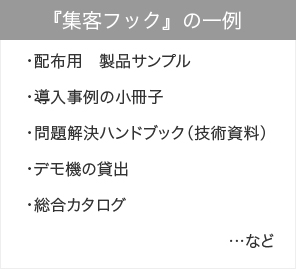 『集客フック』の一例
・配布用　製品サンプル
・導入事例の小冊子
・問題解決ハンドブック（技術資料）
・デモ機の貸出
・総合カタログ
…など